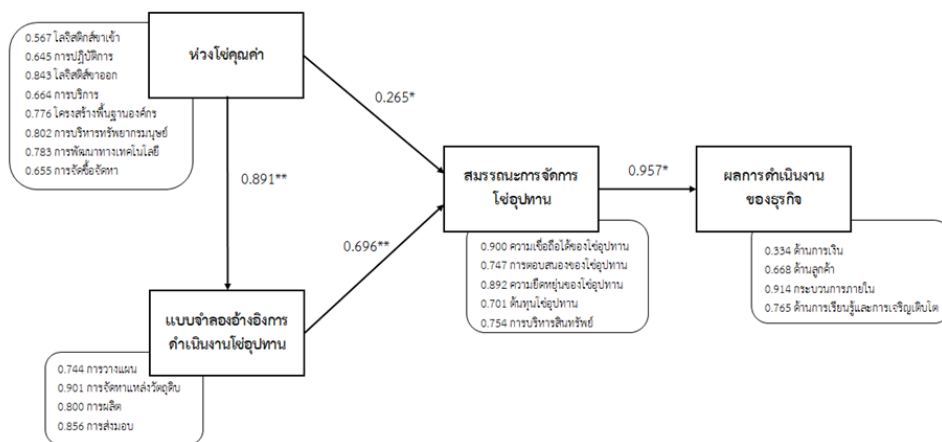 0.567 โลจิสติกส์ขาเข้า
0.645 การปฏิบัติการ
0.843 โลจิสติส์ขาออก
0.664 การบริการ
0.776 โครงสร้างพื้นฐานองค์กร
0.802 การบริหารทรัพยากรมนุษย์
0.783 การพัฒนาทางเทคโนโลยี
0.655 การจัดซื้อจัดหา
ห่วงโซ่คุณค่า
0.265*
0.891**
0.696**
สมรรถนะการจัดการ
โซ่อุปทาน
0.957*
ผลการดำเนินงาน
ของธุรกิจ
0.900 ความเชื่อถือได้ของโซ่อุปทาน
0.747 การตอบสนองของโซ่อุปทาน
0.892 ความยืดหยุ่นของโซ่อุปทาน
0.701 ต้นทุนโซ่อุปทาน
0.754 การบริหารสินทรัพย์
0.334 ด้านการเงิน
0.668 ด้านลูกค้า
0.914 กระบวนการภายใน
0.765 ด้านการเรียนรู้และการเจริญเติบโต
แบบจำลองอ้างอิงการ
ดำเนินงานโซ่อุปทาน
0.744 การวางแผน
0.901 การจัดหาแหล่งวัตถุดิบ
0.800 การผลิต
0.856 การส่งมอบ